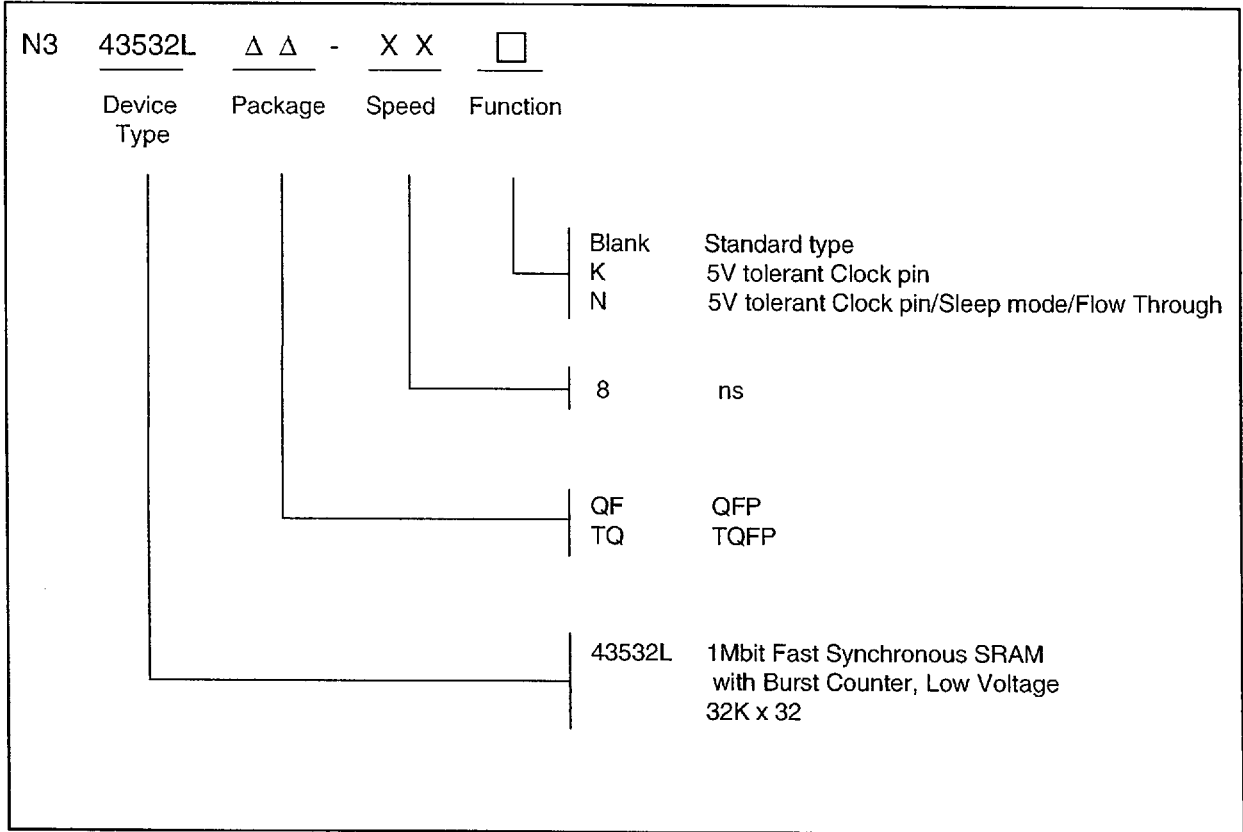 N3 43532L Δ Δ - X X □
Device Type Package Speed Function
Blank Standard type
K 5V tolerant Clock pin
N 5V tolerant Clock pin/Sleep mode/Flow Through
8 ns
QF QFP
TQ TQFP
43532L 1Mbit Fast Synchronous SRAM
with Burst Counter, Low Voltage
32K x 32